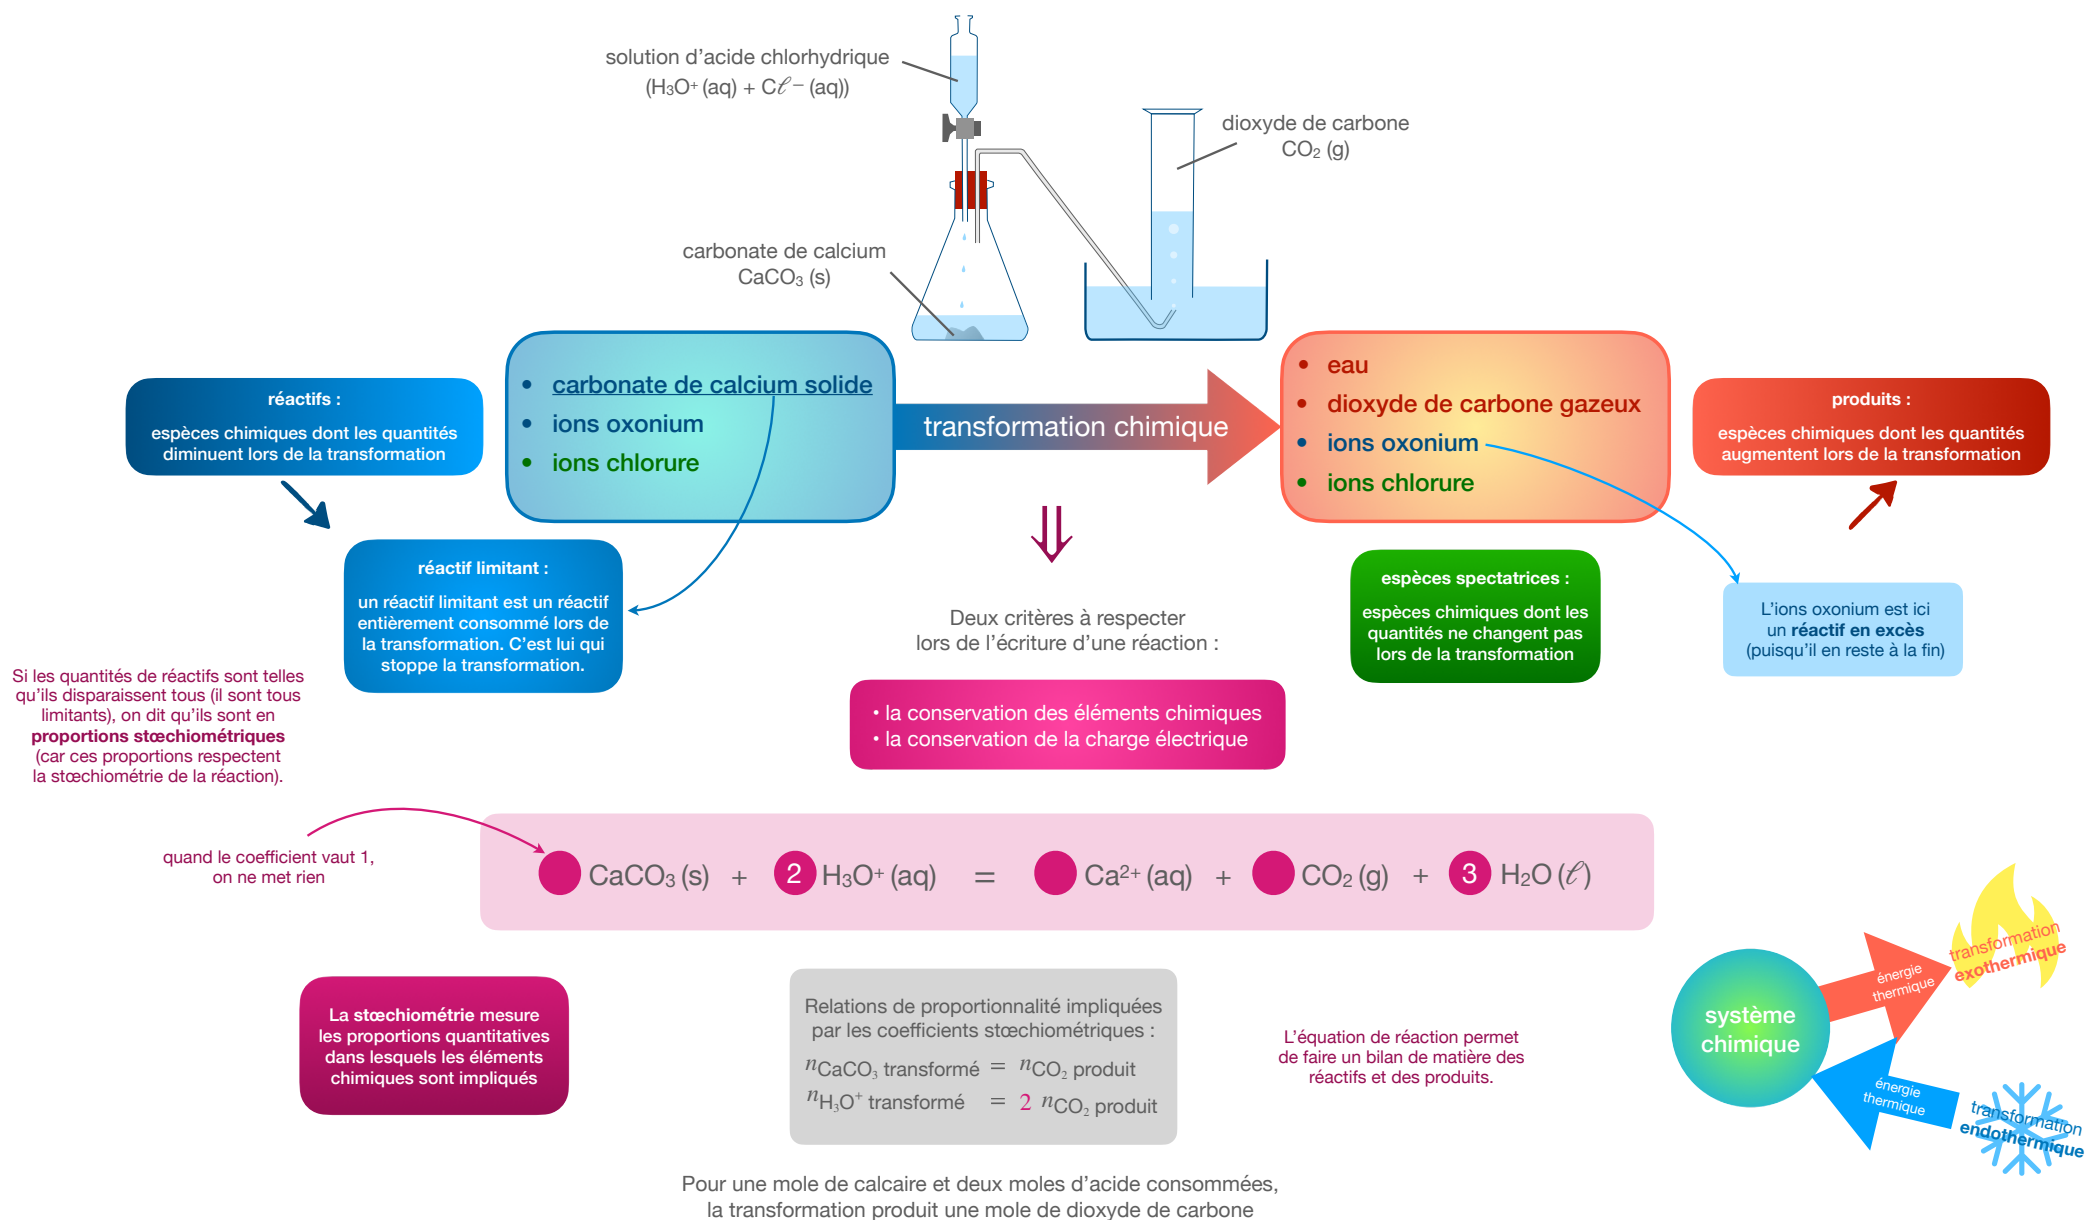 solution d’acide chlorhydrique
(H₃O⁺ (aq) + Cℓ⁻ (aq))
dioxyde de carbone
CO₂ (g)
carbonate de calcium
CaCO₃ (s)
réactifs :
espèces chimiques dont les quantités
diminuent lors de la transformation
• carbonate de calcium solide
• ions oxonium
• ions chlorure
transformation chimique
• eau
• dioxyde de carbone gazeux
• ions oxonium
• ions chlorure
produits :
espèces chimiques dont les quantités
augmentent lors de la transformation
réactif limitant :
un réactif limitant est un réactif
entièrement consommé lors de
la transformation. C’est lui qui
stoppe la transformation.
Deux critères à respecter
lors de l’écriture d’une réaction :
espèces spectatrices :
espèces chimiques dont les
quantités ne changent pas
lors de la transformation
L’ions oxonium est ici
un réactif en excès
(puisqu’il en reste à la fin)
Si les quantités de réactifs sont telles
qu’ils disparaissent tous (il sont tous
limitants), on dit qu’ils sont en
proportions stœchiométriques
(car ces proportions respectent
la stœchiométrie de la réaction).
• la conservation des éléments chimiques
• la conservation de la charge électrique
quand le coefficient vaut 1,
on ne met rien
CaCO₃ (s) + 2 H₃O⁺ (aq) = Ca²⁺ (aq) + CO₂ (g) + 3 H₂O (ℓ)
La stœchiométrie mesure
les proportions quantitatives
dans lesquels les éléments
chimiques sont impliqués
Relations de proportionnalité impliquées
par les coefficients stœchiométriques :
nCaCO₃ transformé = nCO₂ produit
nH₃O⁺ transformé = 2 nCO₂ produit
L’équation de réaction permet
de faire un bilan de matière des
réactifs et des produits.
système
chimique
énergie
thermique
transformation
exothermique
énergie
thermique
transformation
endothermique
Pour une mole de calcaire et deux moles d’acide consommées,
la transformation produit une mole de dioxyde de carbone